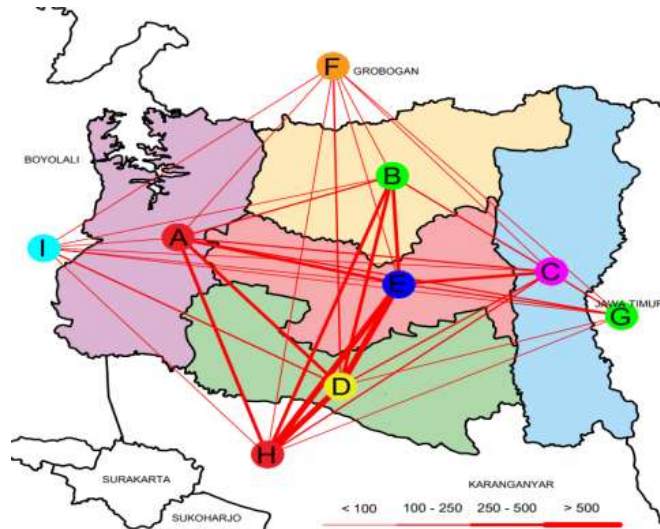 F
GROBOGAN
BOYOLALI
B
A
I
C
E
JAWA TIMUR
G
D
H
SURAKARTA
KARANGANYAR
SUKOHARJO
< 100 100 - 250 250 - 500 > 500